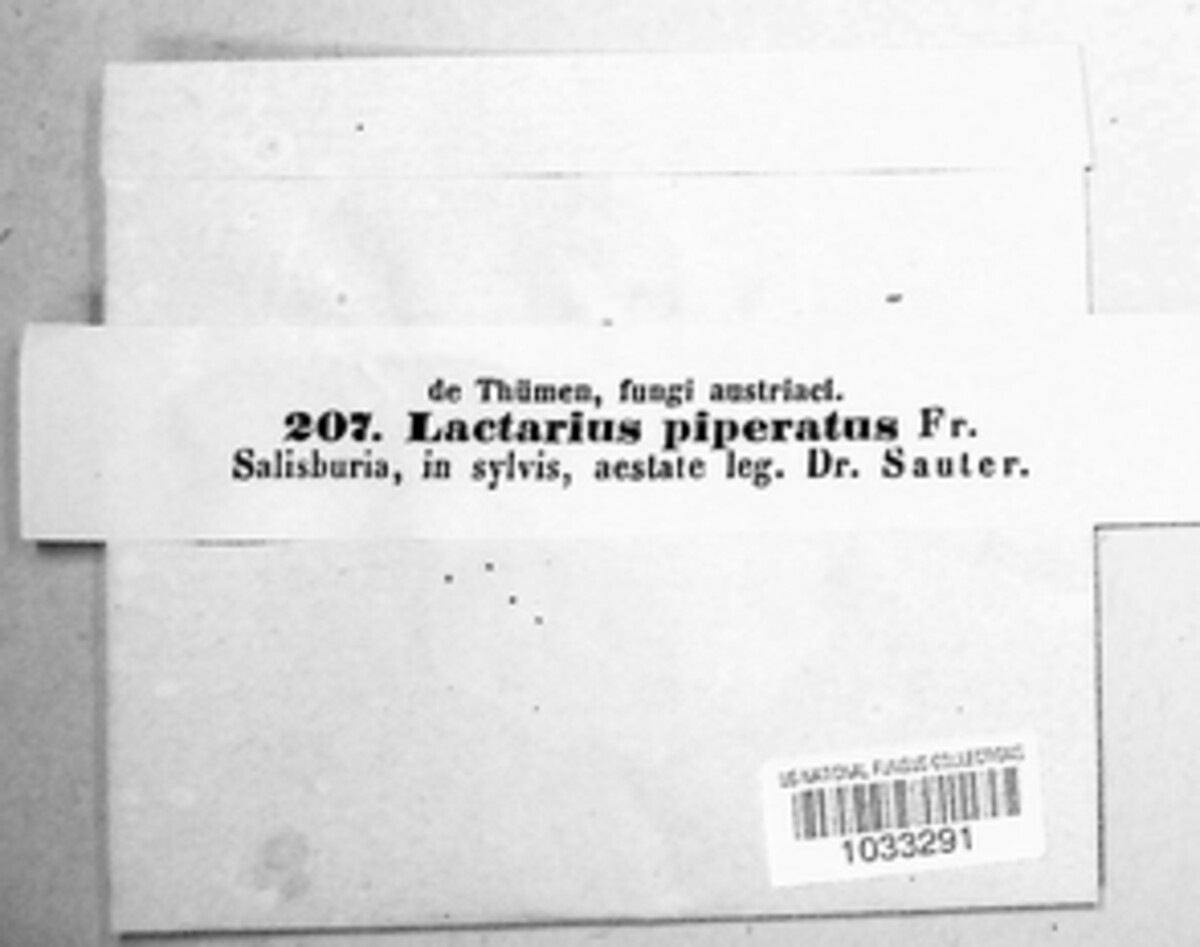 de Thümen, fungi austriaci.
207. Lactarius piperatus Fr.
Salisburia, in sylvis, aestate leg. Dr. Sauter.
US NATIONAL FUNGUS COLLECTIONS
1033291